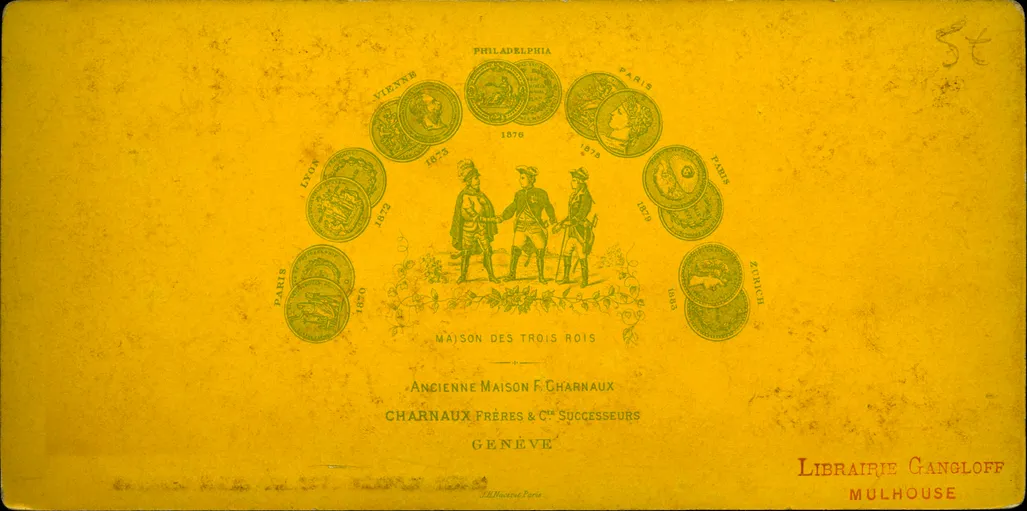 St
PHILADELPHIA
1876
VIENNE
1873
PARIS
1878
LYON
1872
PARIS
1879
PARIS
1870
ZURICH
1883
MAISON DES TROIS ROIS
ANCIENNE MAISON F. CHARNAUX
CHARNAUX FRÈRES & Cie SUCCESSEURS
GENÈVE
LIBRAIRIE GANGLOFF
MULHOUSE